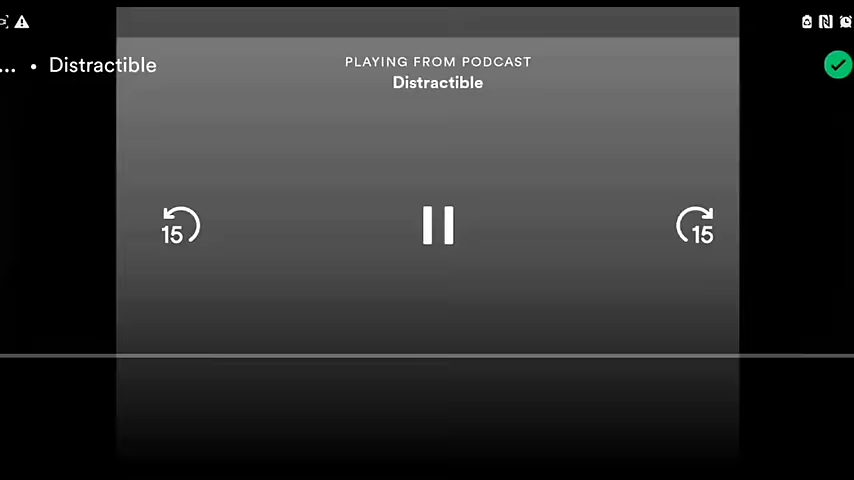 PLAYING FROM PODCAST
... • Distractible
Distractible
15
15